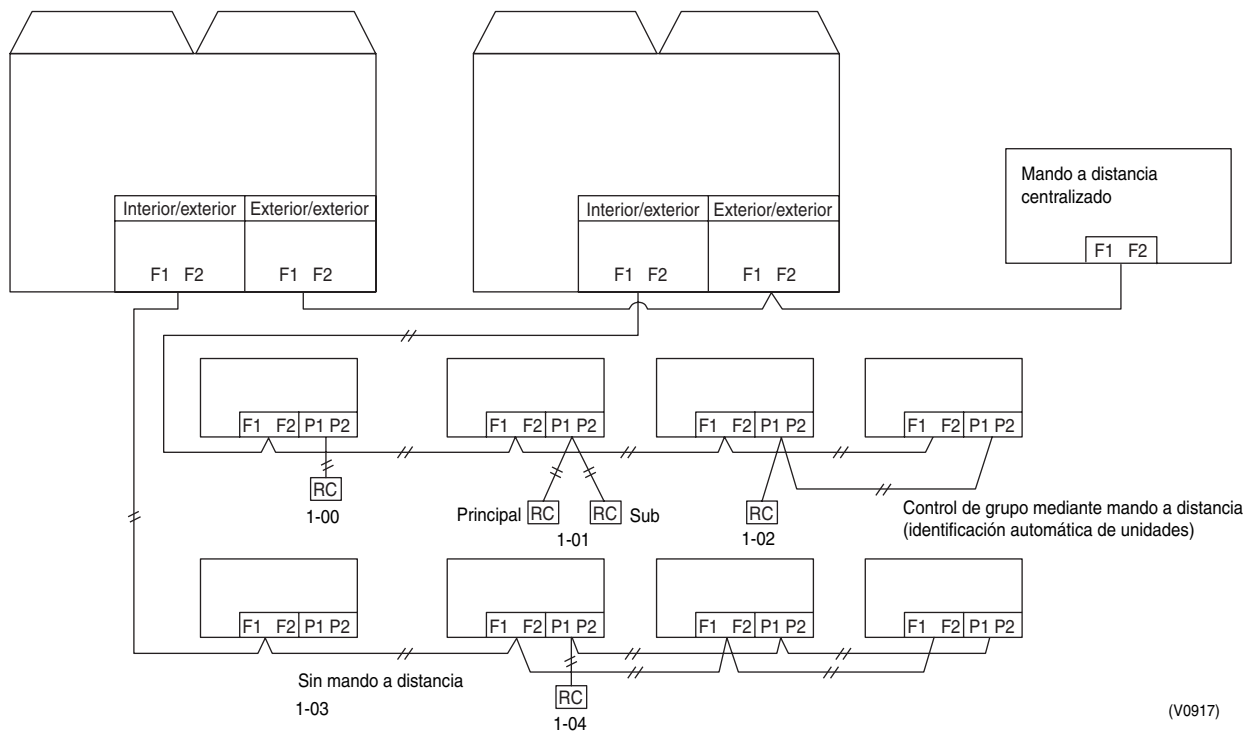 Interior/exterior Exterior/exterior
F1 F2 F1 F2
Interior/exterior Exterior/exterior
F1 F2 F1 F2
Mando a distancia
centralizado
F1 F2
F1 F2 P1 P2
RC
1-00
F1 F2 P1 P2
Principal RC RC Sub
1-01
F1 F2 P1 P2
RC
1-02
F1 F2 P1 P2
Control de grupo mediante mando a distancia
(identificación automática de unidades)
F1 F2 P1 P2
Sin mando a distancia
1-03
F1 F2 P1 P2
RC
1-04
F1 F2 P1 P2
F1 F2 P1 P2
(V0917)